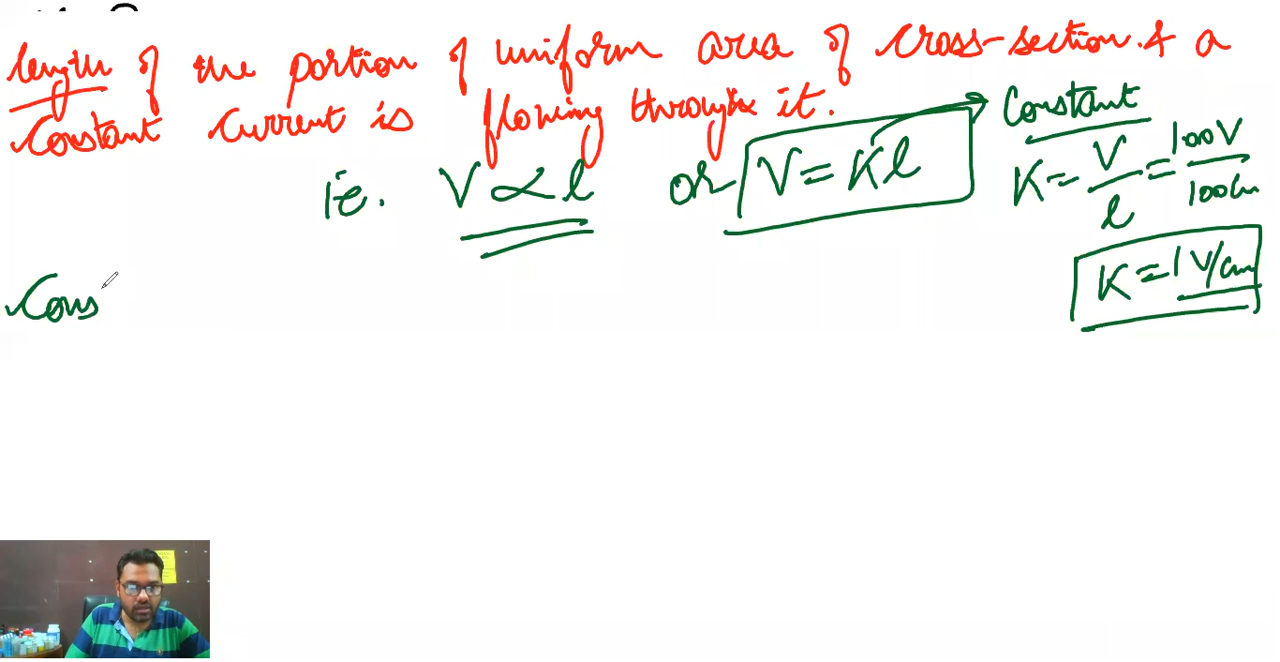 length of the portion of uniform area of cross-section & a
constant current is flowing through it.
ie. V ∝ l or V = Kl
Constant
K = V/l = 100V/100cm
K = 1 V/cm
Cons